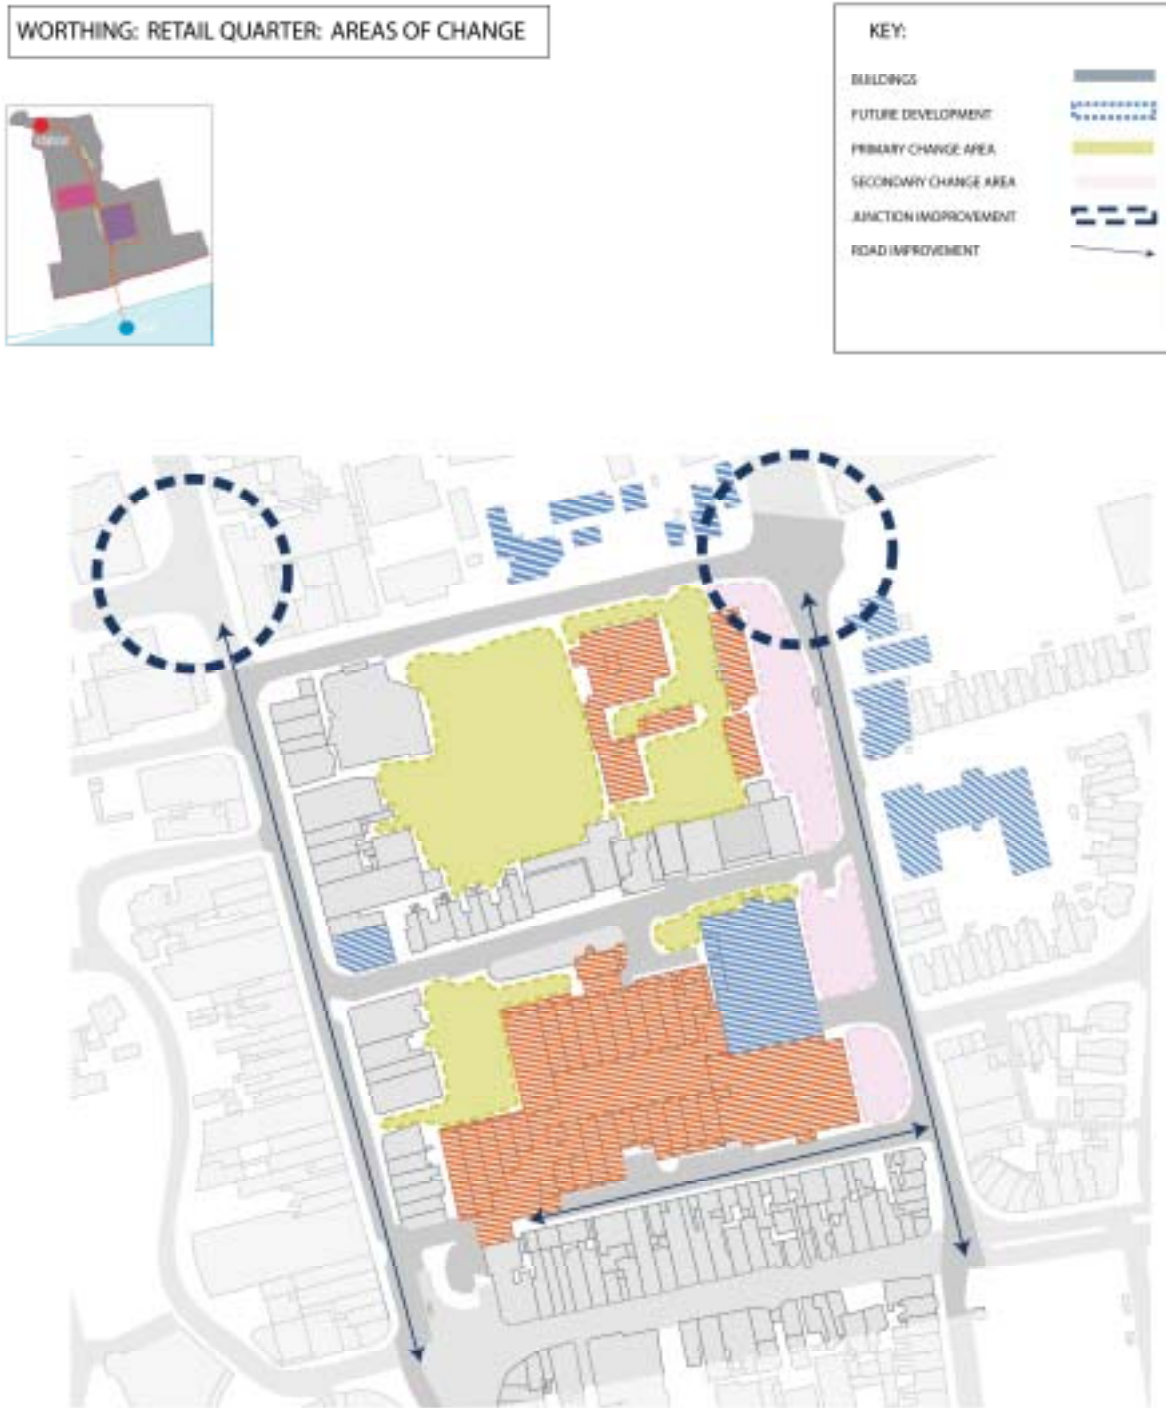 WORTHING: RETAIL QUARTER: AREAS OF CHANGE
KEY:
BUILDINGS
FUTURE DEVELOPMENT
PRIMARY CHANGE AREA
SECONDARY CHANGE AREA
JUNCTION IMOPROVEMENT
ROAD IMPROVEMENT